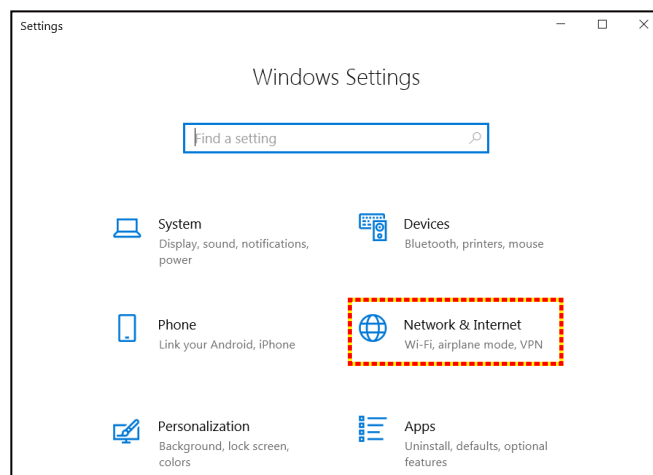 Settings
Windows Settings
Find a setting
System
Display, sound, notifications,
power
Devices
Bluetooth, printers, mouse
Phone
Link your Android, iPhone
Network & Internet
Wi-Fi, airplane mode, VPN
Personalization
Background, lock screen,
colors
Apps
Uninstall, defaults, optional
features